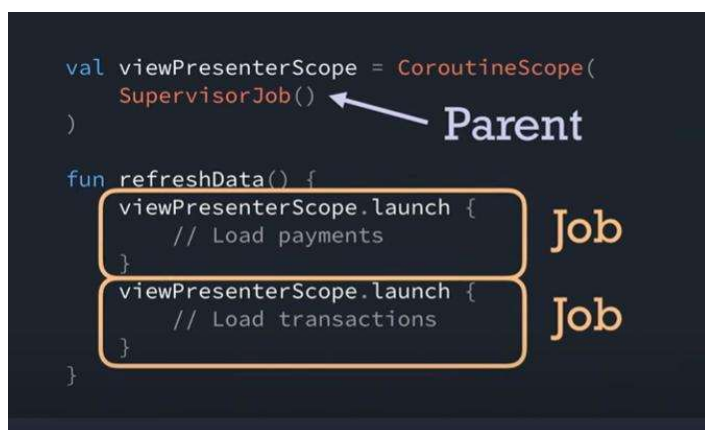 val viewPresenterScope = CoroutineScope(
SupervisorJob()
Parent
)
fun refreshData() {
viewPresenterScope.launch {
// Load payments
}
Job
viewPresenterScope.launch {
// Load transactions
}
Job
}